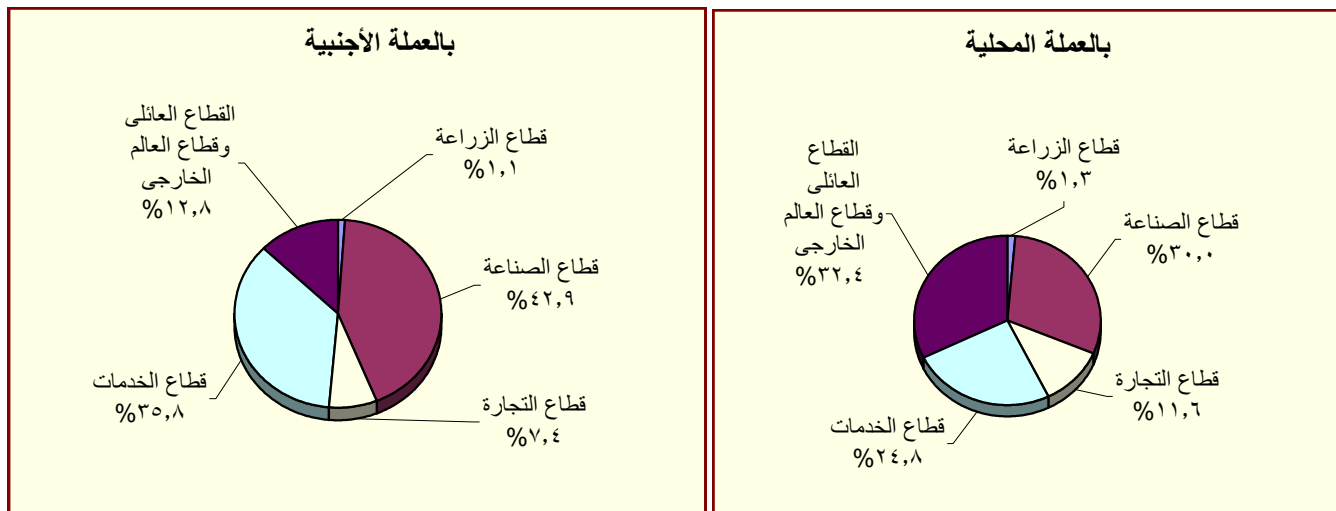 بالعملة المحلية
قطاع الزراعة
%١,٣
قطاع الصناعة
%٣٠,٠
قطاع التجارة
%١١,٦
قطاع الخدمات
%٢٤,٨
القطاع
العائلى
وقطاع العالم
الخارجى
%٣٢,٤
بالعملة الأجنبية
قطاع الزراعة
%١,١
قطاع الصناعة
%٤٢,٩
قطاع التجارة
%٧,٤
قطاع الخدمات
%٣٥,٨
القطاع العائلى
وقطاع العالم
الخارجى
%١٢,٨